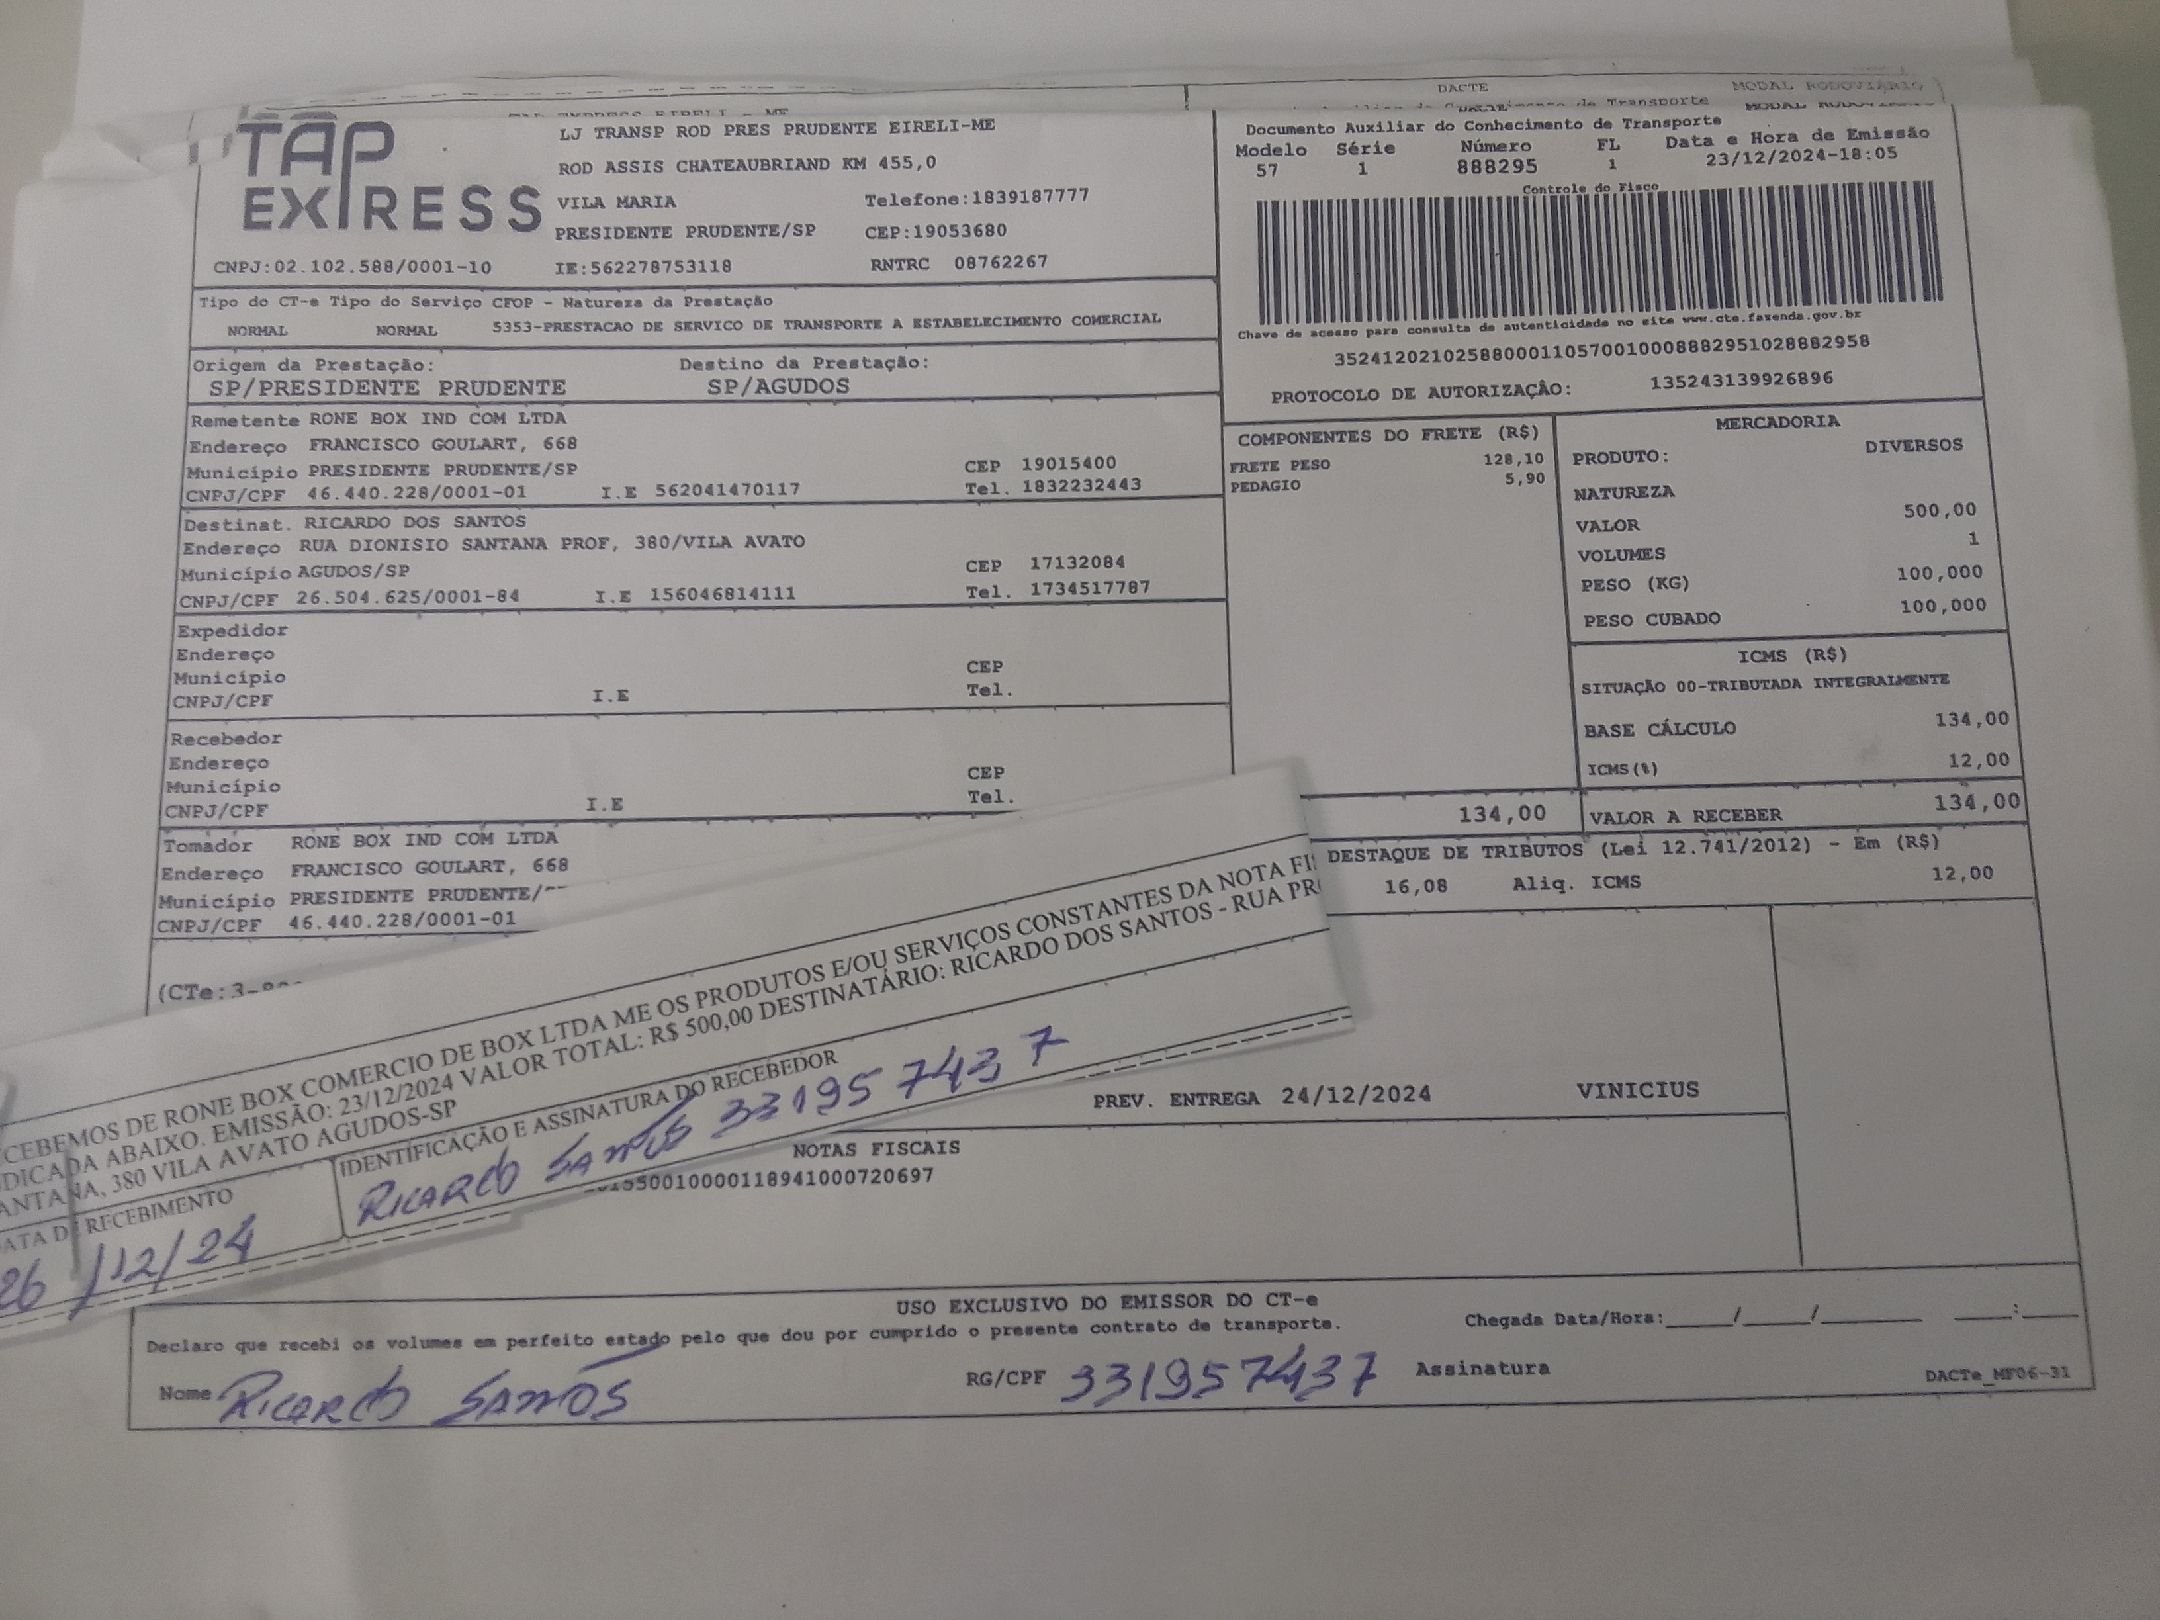 DACTE MODAL RODOVIÁRIO
TAP EXPRESS
LJ TRANSP ROD PRES PRUDENTE EIRELI-ME
ROD ASSIS CHATEAUBRIAND KM 455,0
VILA MARIA Telefone:1839187777
PRESIDENTE PRUDENTE/SP CEP:19053680
CNPJ:02.102.588/0001-10 IE:562278753118 RNTRC 08762267
Documento Auxiliar do Conhecimento de Transporte
Modelo Série Número FL Data e Hora de Emissão
57 1 888295 1 23/12/2024-18:05
Controle do Fisco
Chave de acesso para consulta de autenticidade no site www.cte.fazenda.gov.br
35241202102588000110570010008882951028882958
PROTOCOLO DE AUTORIZAÇÂO: 135243139926896
Tipo do CT-e Tipo do Serviço CFOP - Natureza da Prestação
NORMAL NORMAL 5353-PRESTACAO DE SERVICO DE TRANSPORTE A ESTABELECIMENTO COMERCIAL
Origem da Prestação: Destino da Prestação:
SP/PRESIDENTE PRUDENTE SP/AGUDOS
Remetente RONE BOX IND COM LTDA
Endereço FRANCISCO GOULART, 668
Município PRESIDENTE PRUDENTE/SP CEP 19015400
CNPJ/CPF 46.440.228/0001-01 I.E 562041470117 Tel. 1832232443
Destinat. RICARDO DOS SANTOS
Endereço RUA DIONISIO SANTANA PROF, 380/VILA AVATO
Município AGUDOS/SP CEP 17132084
CNPJ/CPF 26.504.625/0001-84 I.E 156046814111 Tel. 1734517787
Expedidor
Endereço
Município CEP
CNPJ/CPF I.E Tel.
Recebedor
Endereço
Município CEP
CNPJ/CPF I.E Tel.
Tomador RONE BOX IND COM LTDA
Endereço FRANCISCO GOULART, 668
Município PRESIDENTE PRUDENTE/
CNPJ/CPF 46.440.228/0001-01
COMPONENTES DO FRETE (R$)
FRETE PESO 128,10
PEDAGIO 5,90
MERCADORIA
PRODUTO: DIVERSOS
NATUREZA
VALOR 500,00
VOLUMES 1
PESO (KG) 100,000
PESO CUBADO 100,000
ICMS (R$)
SITUAÇÃO 00-TRIBUTADA INTEGRALMENTE
BASE CÁLCULO 134,00
ICMS(%) 12,00
134,00 VALOR A RECEBER 134,00
DESTAQUE DE TRIBUTOS (Lei 12.741/2012) - Em (R$)
16,08 Aliq. ICMS 12,00
(CTe:3-
CEBEMOS DE RONE BOX COMERCIO DE BOX LTDA ME OS PRODUTOS E/OU SERVIÇOS CONSTANTES DA NOTA FI
DICADA ABAIXO. EMISSÃO: 23/12/2024 VALOR TOTAL: R$ 500,00 DESTINATÁRIO: RICARDO DOS SANTOS - RUA PR
ANTANA, 380 VILA AVATO AGUDOS-SP
ATA DE RECEBIMENTO IDENTIFICAÇÃO E ASSINATURA DO RECEBEDOR
26/12/24 RICARDO SANTOS 331957437
PREV. ENTREGA 24/12/2024 VINICIUS
NOTAS FISCAIS
550010000118941000720697
USO EXCLUSIVO DO EMISSOR DO CT-e
Declaro que recebi os volumes em perfeito estado pelo que dou por cumprido o presente contrato de transporte. Chegada Data/Hora:_____/_____/________ ____:____
Nome RICARDO SANTOS RG/CPF 331957437 Assinatura
DACTe_MF06-31